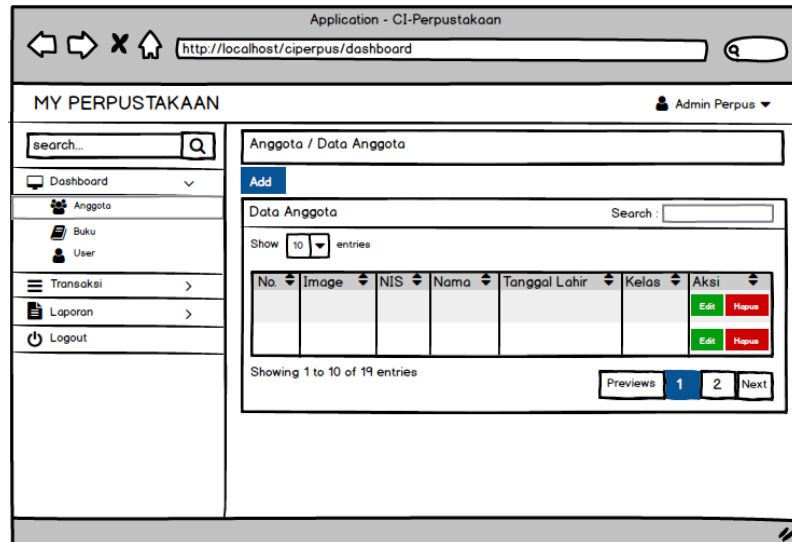 Application - CI-Perpustakaan
http://localhost/ciperpus/dashboard
MY PERPUSTAKAAN
Admin Perpus
search...
Dashboard
Anggota
Buku
User
Transaksi
Laporan
Logout
Anggota / Data Anggota
Add
Data Anggota Search :
Show 10 entries
No. Image NIS Nama Tanggal Lahir Kelas Aksi
Edit Hapus
Edit Hapus
Showing 1 to 10 of 19 entries
Previews 1 2 Next